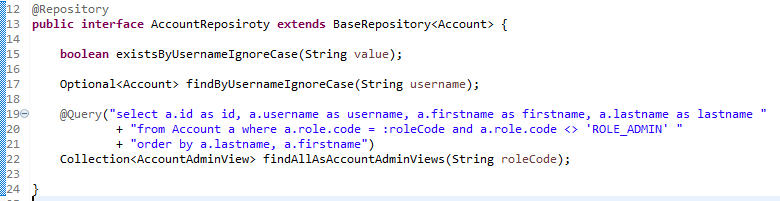 12 @Repository
13 public interface AccountReposiroty extends BaseRepository<Account> {
14
15     boolean existsByUsernameIgnoreCase(String value);
16
17     Optional<Account> findByUsernameIgnoreCase(String username);
18
19     @Query("select a.id as id, a.username as username, a.firstname as firstname, a.lastname as lastname "
20             + "from Account a where a.role.code = :roleCode and a.role.code <> 'ROLE_ADMIN' "
21             + "order by a.lastname, a.firstname")
22     Collection<AccountAdminView> findAllAsAccountAdminViews(String roleCode);
23
24 }